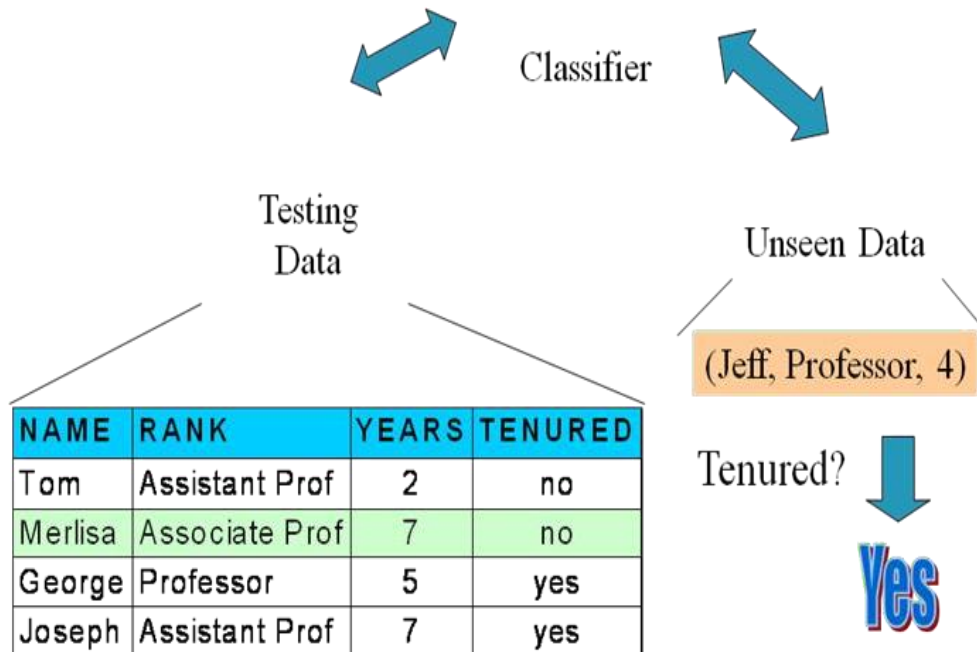 Classifier
Testing
Data
Unseen Data
(Jeff, Professor, 4)
NAME RANK YEARS TENURED
Tom Assistant Prof 2 no
Merlisa Associate Prof 7 no
George Professor 5 yes
Joseph Assistant Prof 7 yes
Tenured?
Yes